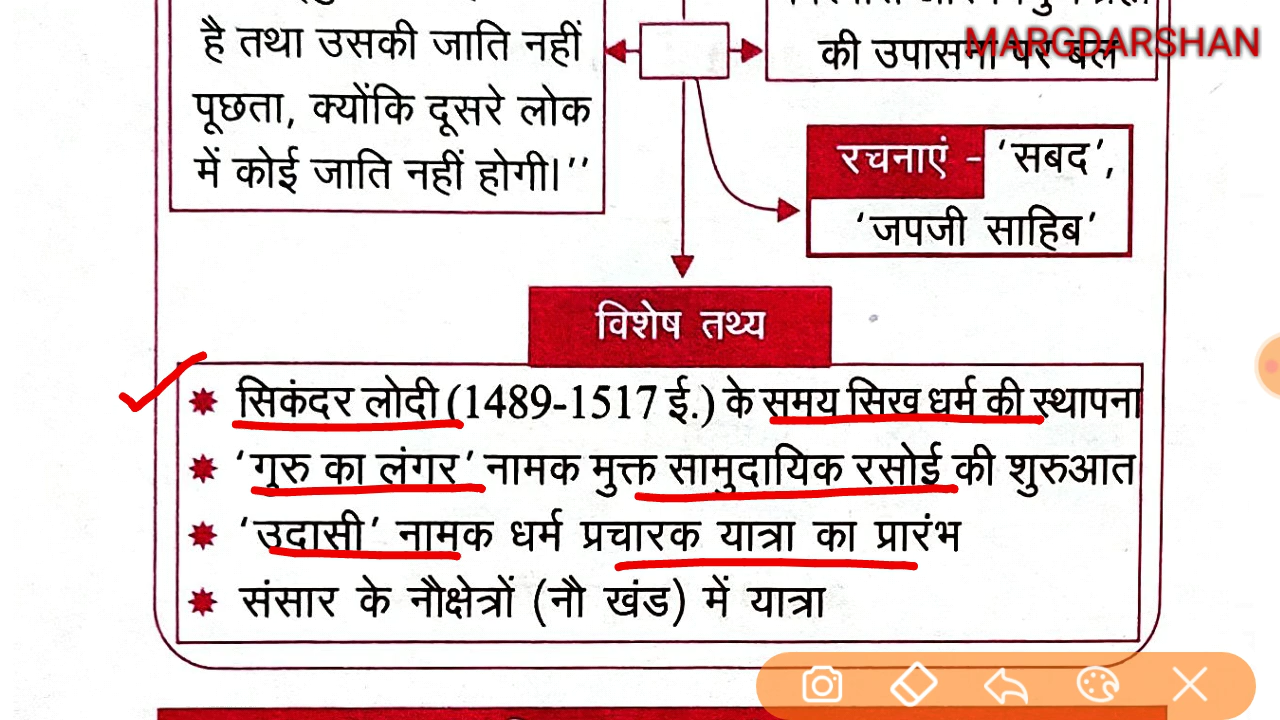 है तथा उसकी जाति नहीं
पूछता, क्योंकि दूसरे लोक
में कोई जाति नहीं होगी।’’
MARGDARSHAN
की उपासना पर बल
रचनाएं - ‘सबद’,
‘जपजी साहिब’
विशेष तथ्य
सिकंदर लोदी (1489-1517 ई.) के समय सिख धर्म की स्थापना
‘गुरु का लंगर’ नामक मुक्त सामुदायिक रसोई की शुरुआत
‘उदासी’ नामक धर्म प्रचारक यात्रा का प्रारंभ
संसार के नौक्षेत्रों (नौ खंड) में यात्रा